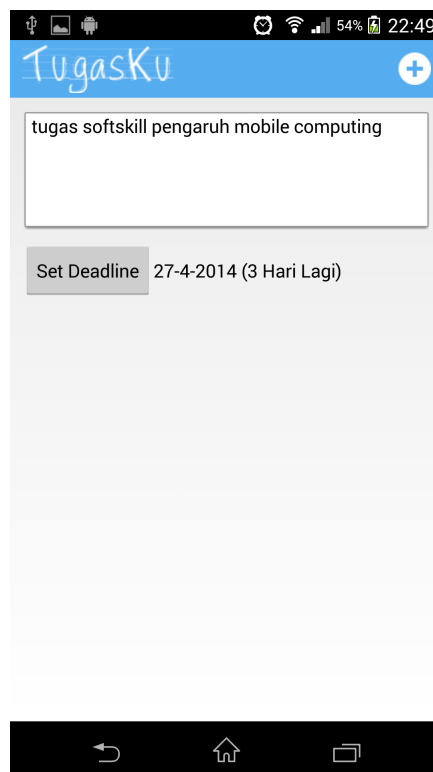 54% 22:49
TugasKu
tugas softskill pengaruh mobile computing
Set Deadline 27-4-2014 (3 Hari Lagi)